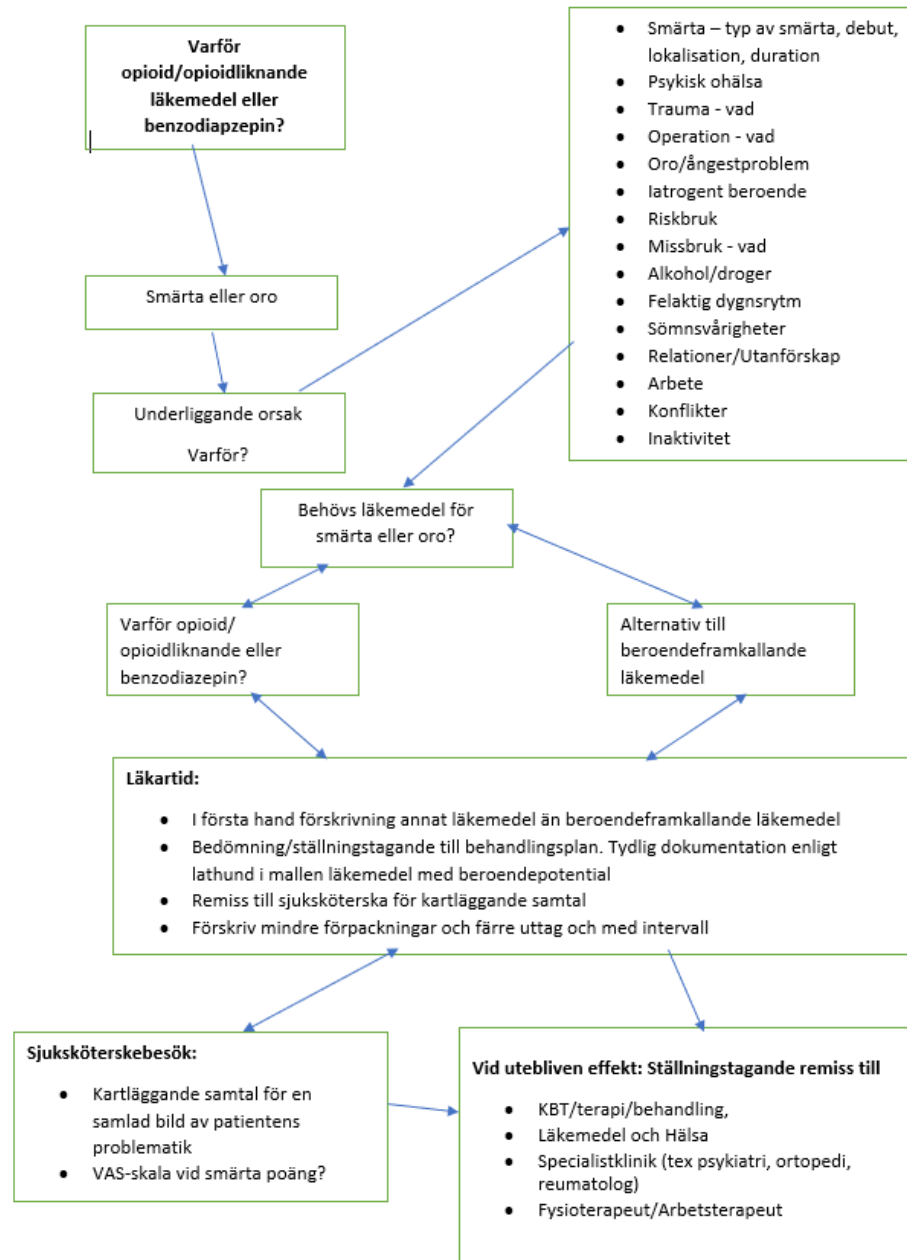 Varför
opioid/opioidliknande
läkemedel eller
benzodiapzepin?
Smärta – typ av smärta, debut,
lokalisation, duration
Psykisk ohälsa
Trauma - vad
Operation - vad
Oro/ångestproblem
Iatrogent beroende
Riskbruk
Missbruk - vad
Alkohol/droger
Felaktig dygnsrytm
Sömnsvårigheter
Relationer/Utanförskap
Arbete
Konflikter
Inaktivitet
Smärta eller oro
Underliggande orsak
Varför?
Behövs läkemedel för
smärta eller oro?
Varför opioid/
opioidliknande eller
benzodiazepin?
Alternativ till
beroendeframkallande
läkemedel
Läkartid:
I första hand förskrivning annat läkemedel än beroendeframkallande läkemedel
Bedömning/ställningstagande till behandlingsplan. Tydlig dokumentation enligt
lathund i mallen läkemedel med beroendepotential
Remiss till sjuksköterska för kartläggande samtal
Förskriv mindre förpackningar och färre uttag och med intervall
Sjuksköterskebesök:
Kartläggande samtal för en
samlad bild av patientens
problematik
VAS-skala vid smärta poäng?
Vid utebliven effekt: Ställningstagande remiss till
KBT/terapi/behandling,
Läkemedel och Hälsa
Specialistklinik (tex psykiatri, ortopedi,
reumatolog)
Fysioterapeut/Arbetsterapeut